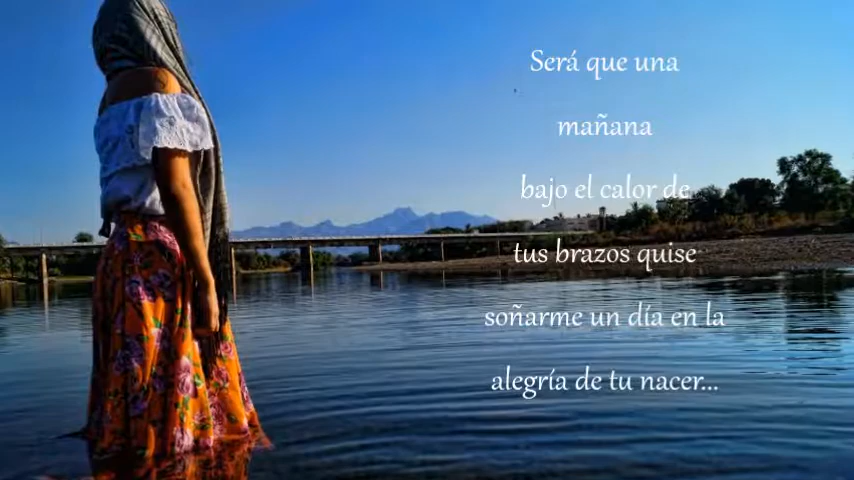 Será que una
mañana
bajo el calor de
tus brazos quise
soñarme un día en la
alegría de tu nacer...